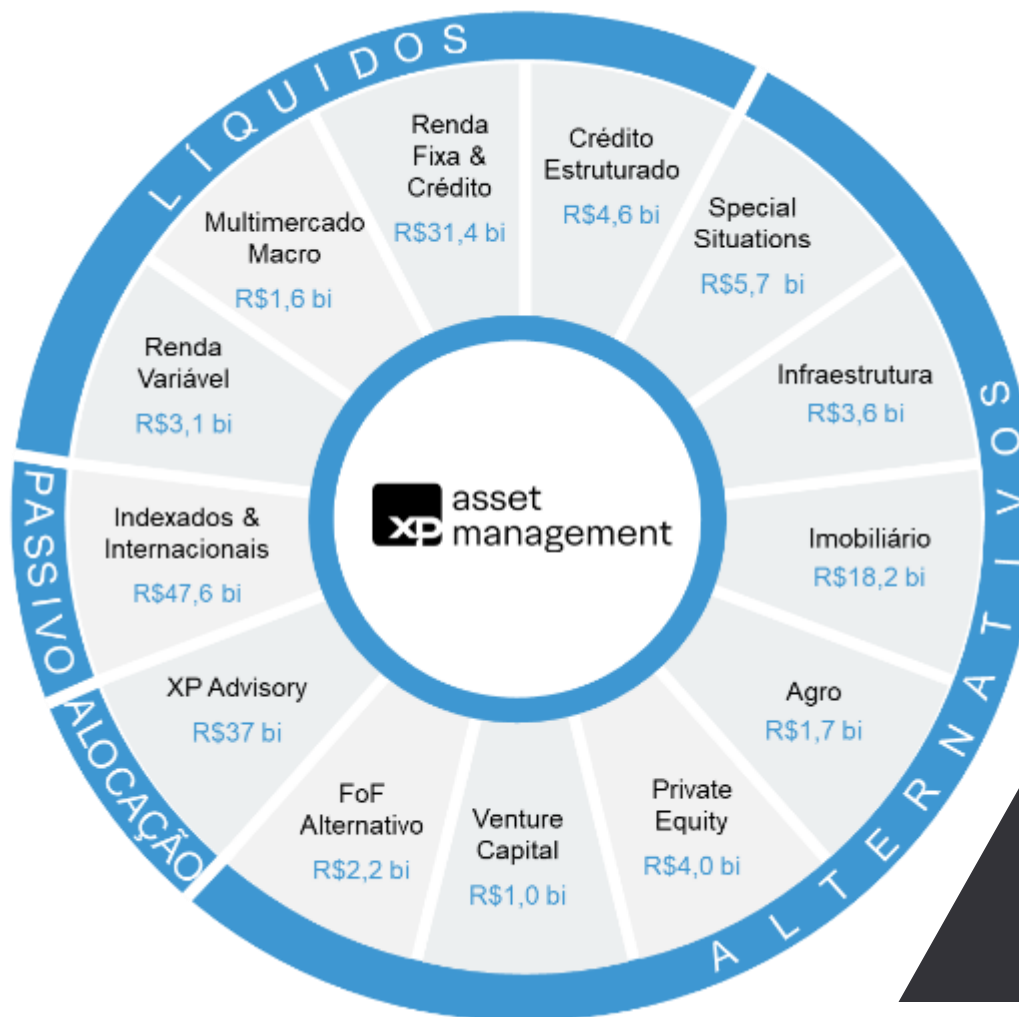 LÍQUIDOS
Renda
Fixa &
Crédito
R$31,4 bi
Crédito
Estruturado
R$4,6 bi
Special
Situations
R$5,7 bi
Infraestrutura
R$3,6 bi
Imobiliário
R$18,2 bi
Agro
R$1,7 bi
Private
Equity
R$4,0 bi
Venture
Capital
R$1,0 bi
FoF
Alternativo
R$2,2 bi
XP Advisory
R$37 bi
Indexados &
Internacionais
R$47,6 bi
Renda
Variável
R$3,1 bi
Multimercado
Macro
R$1,6 bi
ALTERNATIVOS
ALOCAÇÃO
PASSIVO
XP asset
management